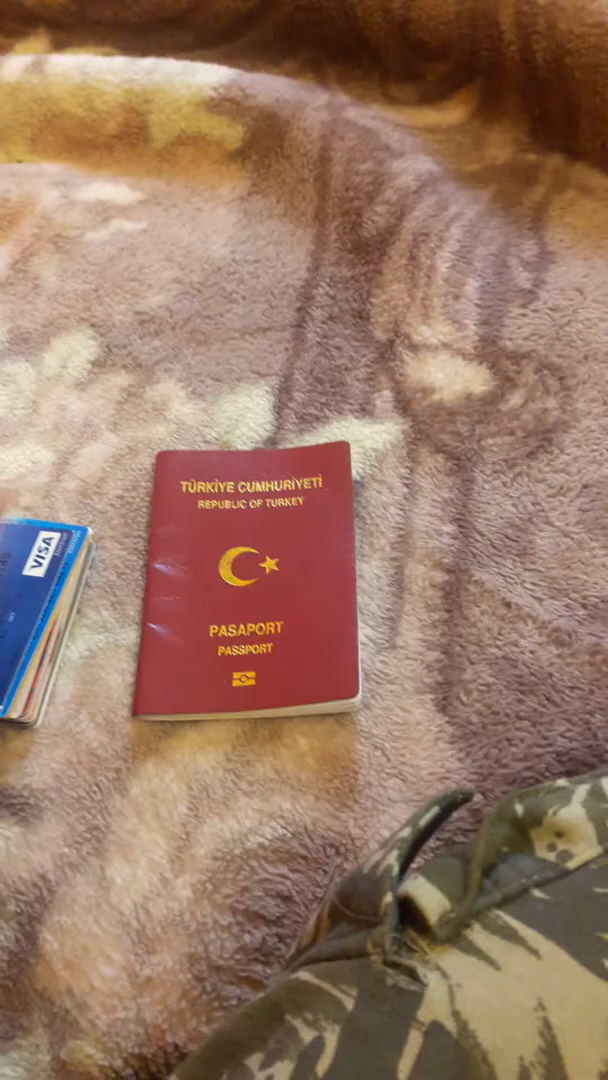 TÜRKİYE CUMHURİYETİ
REPUBLIC OF TURKEY
PASAPORT
PASSPORT
VISA